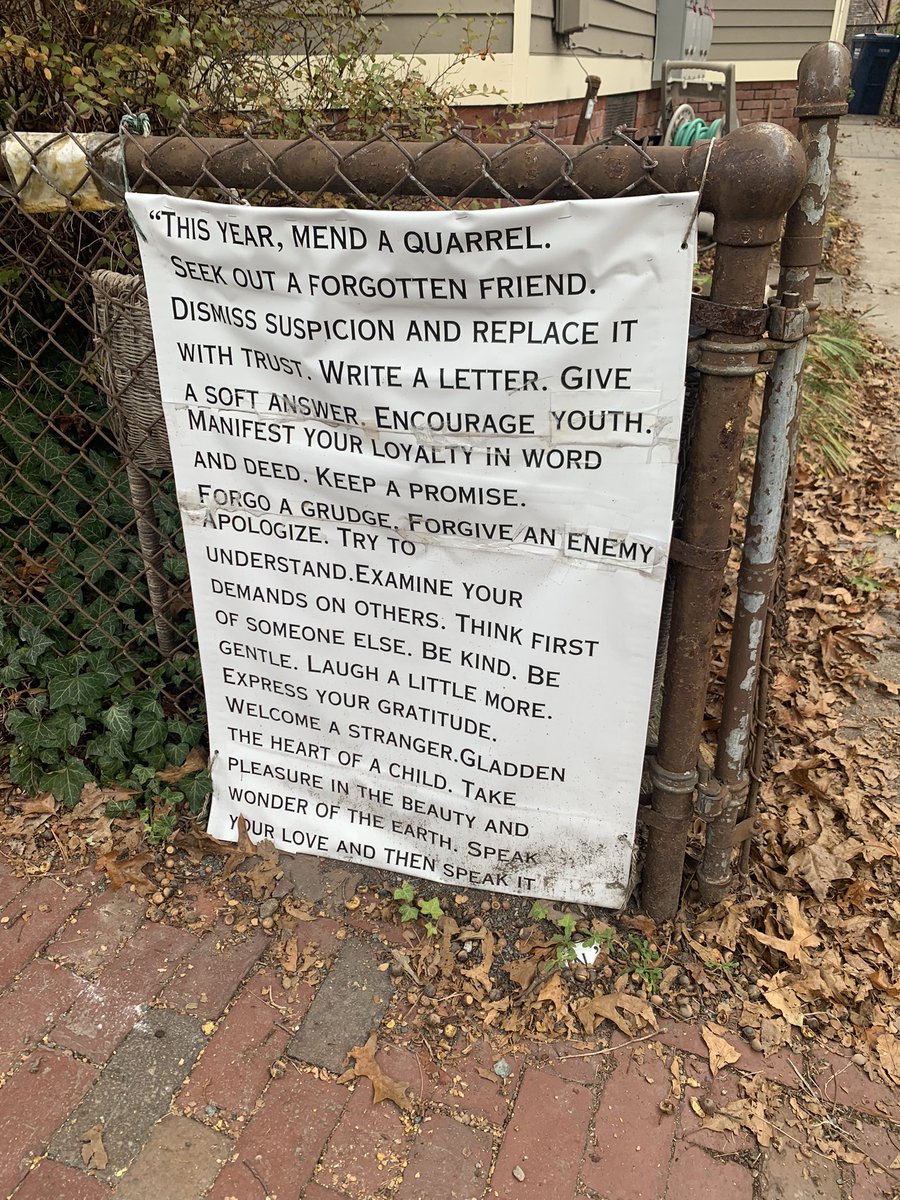 “THIS YEAR, MEND A QUARREL.
SEEK OUT A FORGOTTEN FRIEND.
DISMISS SUSPICION AND REPLACE IT
WITH TRUST. WRITE A LETTER. GIVE
A SOFT ANSWER. ENCOURAGE YOUTH.
MANIFEST YOUR LOYALTY IN WORD
AND DEED. KEEP A PROMISE.
FORGO A GRUDGE. FORGIVE AN ENEMY
APOLOGIZE. TRY TO
UNDERSTAND.EXAMINE YOUR
DEMANDS ON OTHERS. THINK FIRST
OF SOMEONE ELSE. BE KIND. BE
GENTLE. LAUGH A LITTLE MORE.
EXPRESS YOUR GRATITUDE.
WELCOME A STRANGER.GLADDEN
THE HEART OF A CHILD. TAKE
PLEASURE IN THE BEAUTY AND
WONDER OF THE EARTH. SPEAK
YOUR LOVE AND THEN SPEAK IT